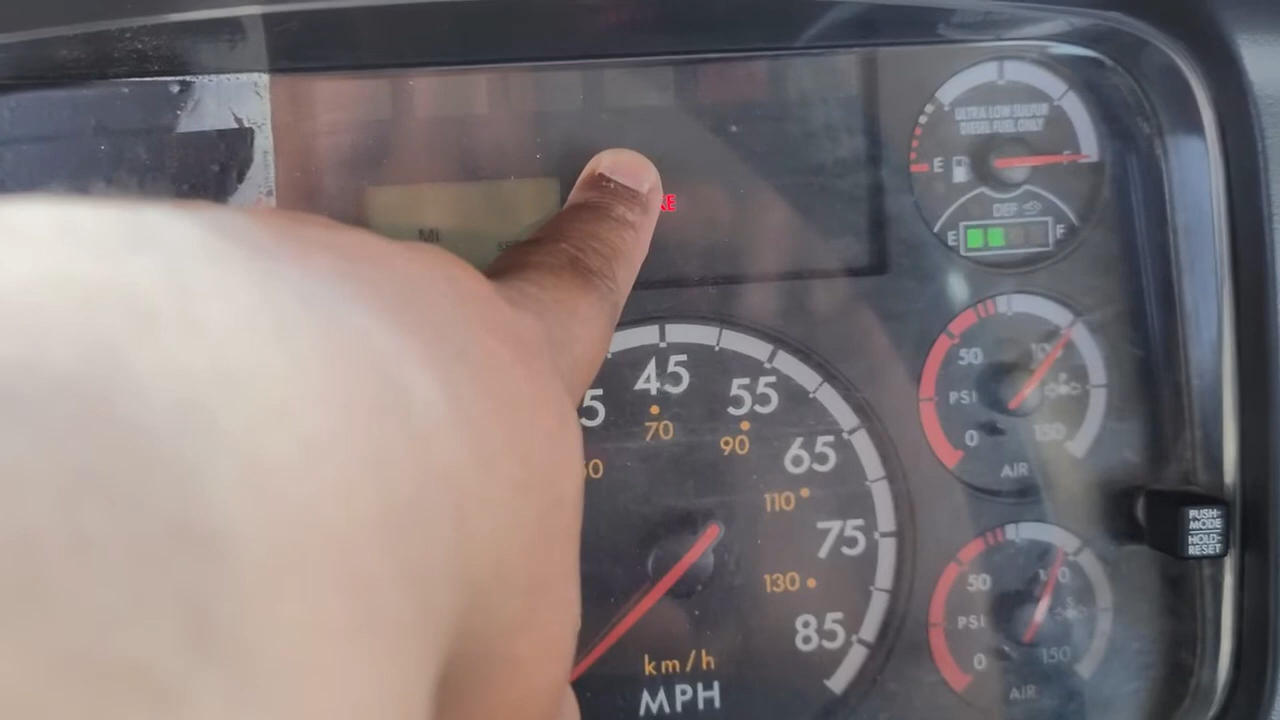 ULTRA LOW SULFUR
DIESEL FUEL ONLY
E F
DEF
E F
MI
45
55
65
75
85
70
90
110
130
km/h
MPH
50
PSI
0
150
AIR
50
100
PSI
0
150
AIR
PUSH-
MODE
HOLD-
RESET